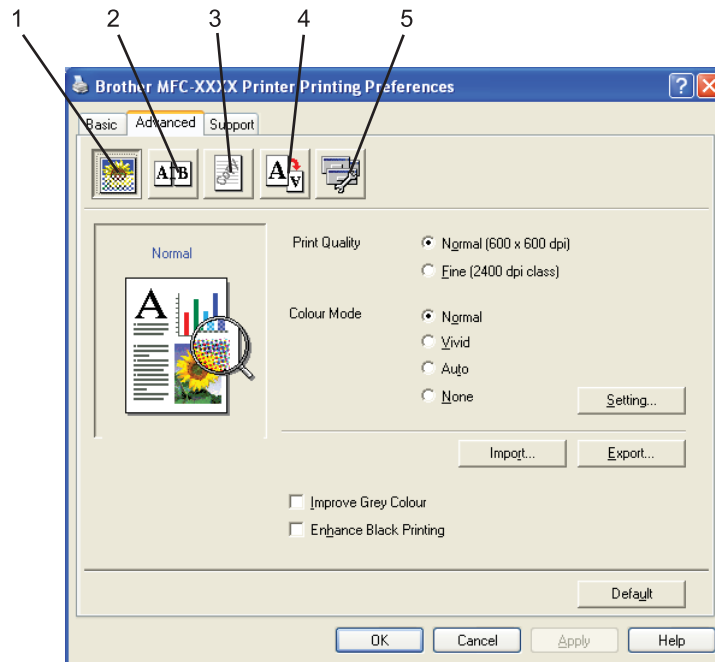 1 2 3 4 5
Brother MFC-XXXX Printer Printing Preferences
Basic Advanced Support
A B
A A
Normal
A
Print Quality
Normal (600 x 600 dpi)
Fine (2400 dpi class)
Colour Mode
Normal
Vivid
Auto
None
Setting...
Import... Export...
Improve Grey Colour
Enhance Black Printing
Default
OK Cancel Apply Help